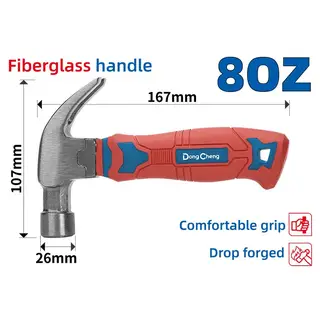 Fiberglass handle
8OZ
167mm
107mm
DongCheng
26mm
Comfortable grip
Drop forged